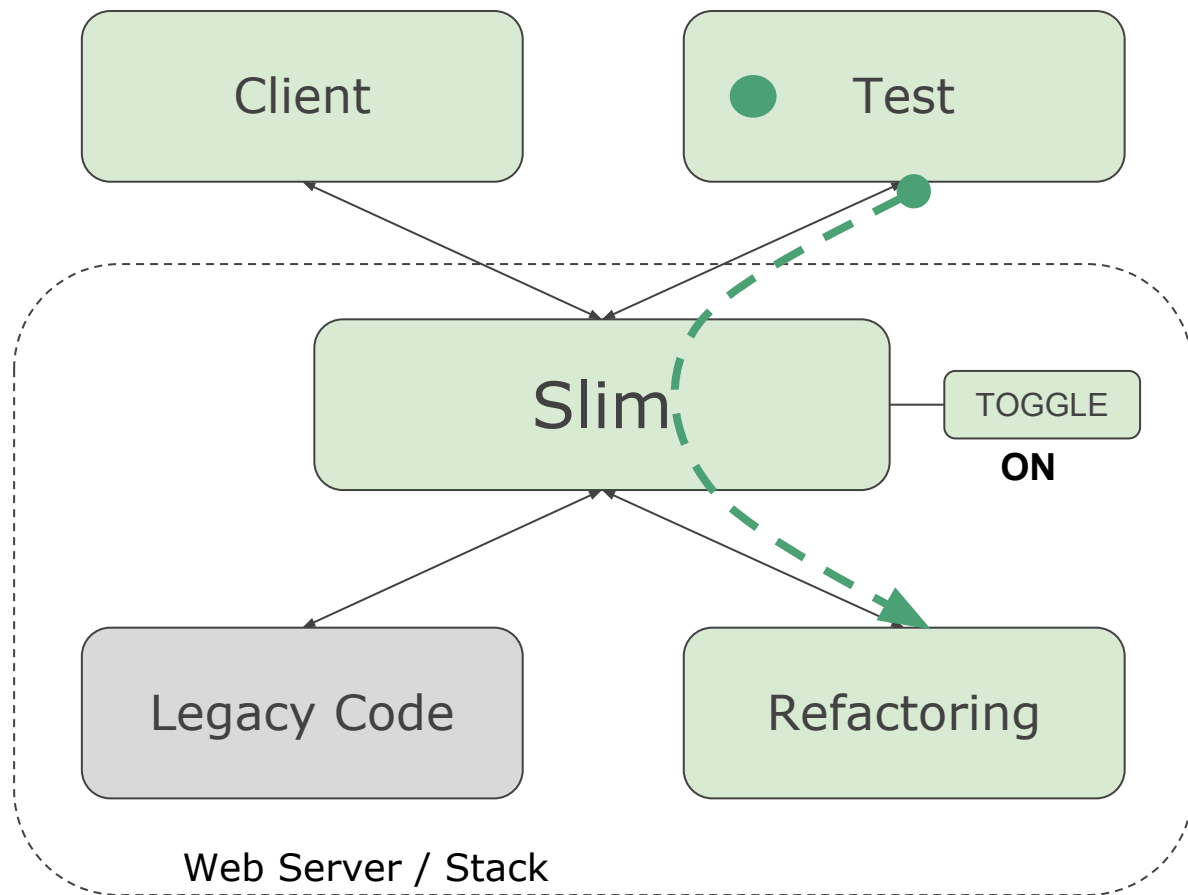 Client
Test
Slim
TOGGLE
ON
Legacy Code
Refactoring
Web Server / Stack